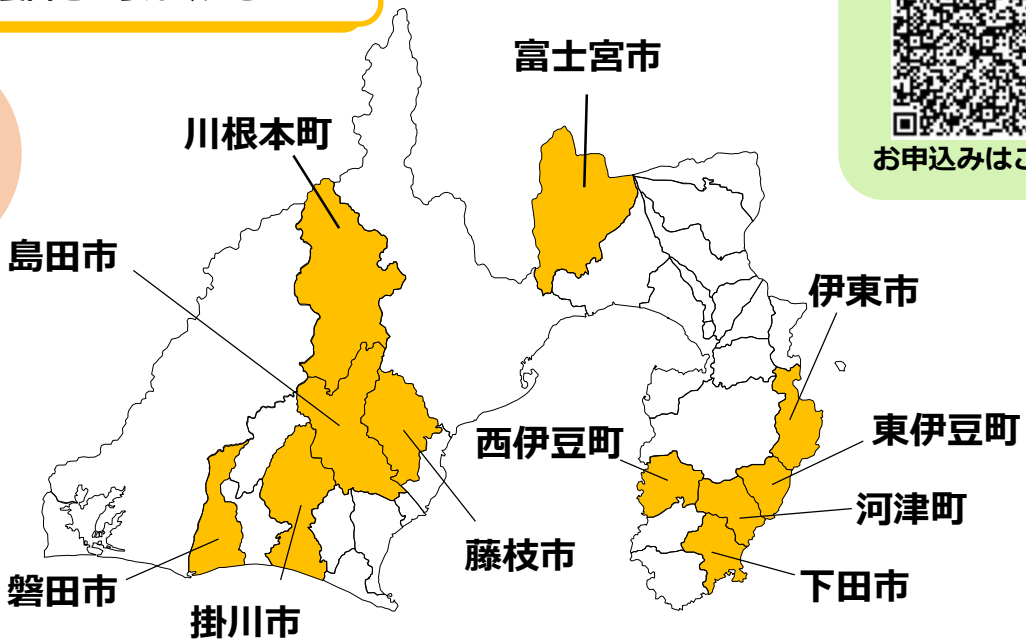 富士宮市
川根本町
お申込みはこ
島田市
伊東市
東伊豆町
西伊豆町
河津町
藤枝市
下田市
磐田市
掛川市